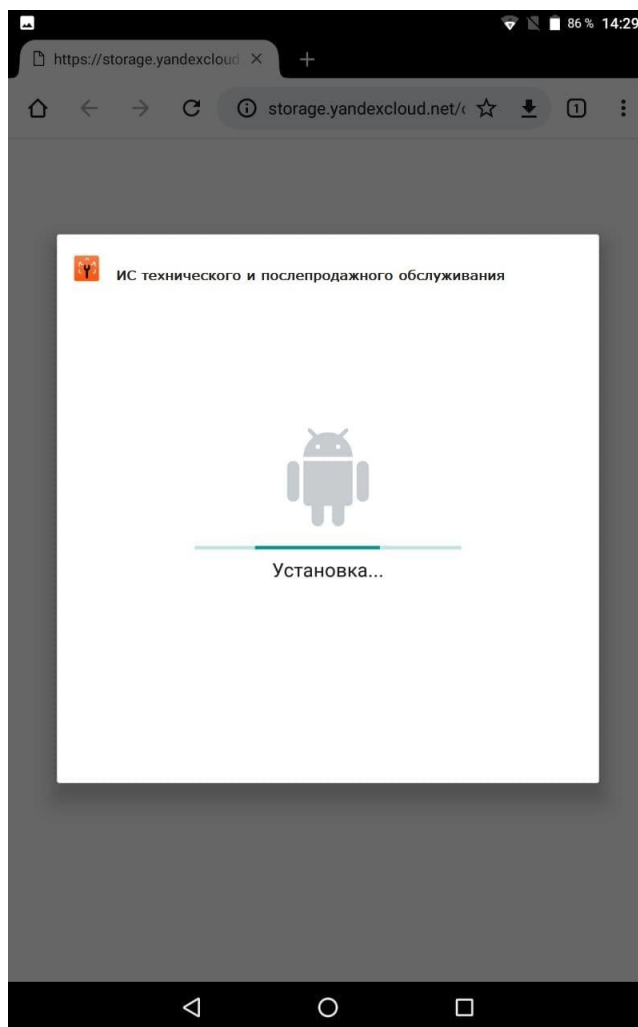 86 % 14:29
https://storage.yandexcloud
1
storage.yandexcloud.net/
ИС технического и послепродажного обслуживания
Установка...